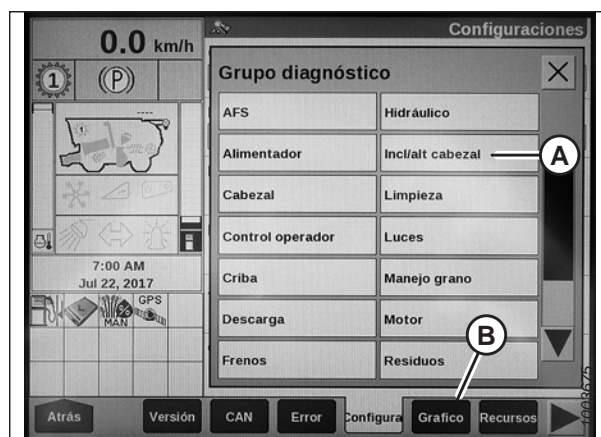 0.0 km/h
Configuraciones
1
(P)
Grupo diagnóstico
AFS
Hidráulico
Alimentador
Incl/alt cabezal
A
Cabezal
Limpieza
Control operador
Luces
Criba
Manejo grano
Descarga
Motor
B
Frenos
Residuos
7:00 AM
Jul 22, 2017
GPS
MAN
Atrás
Versión
CAN
Error
Configura
Grafico
Recursos
1003675